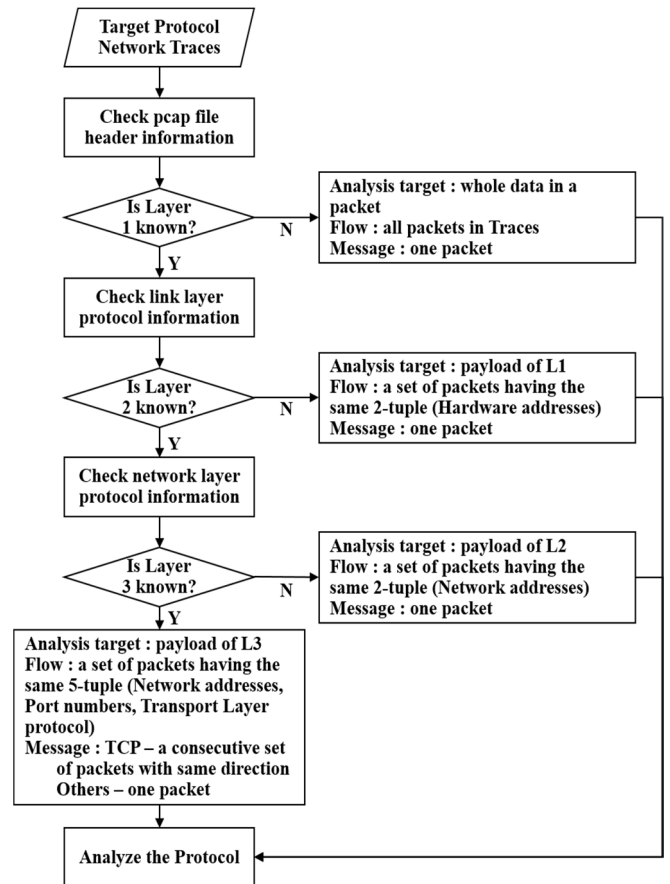 Target Protocol
Network Traces
Check pcap file
header information
Is Layer
1 known?
N
Y
Analysis target : whole data in a
packet
Flow : all packets in Traces
Message : one packet
Check link layer
protocol information
Is Layer
2 known?
N
Y
Analysis target : payload of L1
Flow : a set of packets having the
same 2-tuple (Hardware addresses)
Message : one packet
Check network layer
protocol information
Is Layer
3 known?
N
Y
Analysis target : payload of L2
Flow : a set of packets having the
same 2-tuple (Network addresses)
Message : one packet
Analysis target : payload of L3
Flow : a set of packets having the
same 5-tuple (Network addresses,
Port numbers, Transport Layer
protocol)
Message : TCP – a consecutive set
of packets with same direction
Others – one packet
Analyze the Protocol